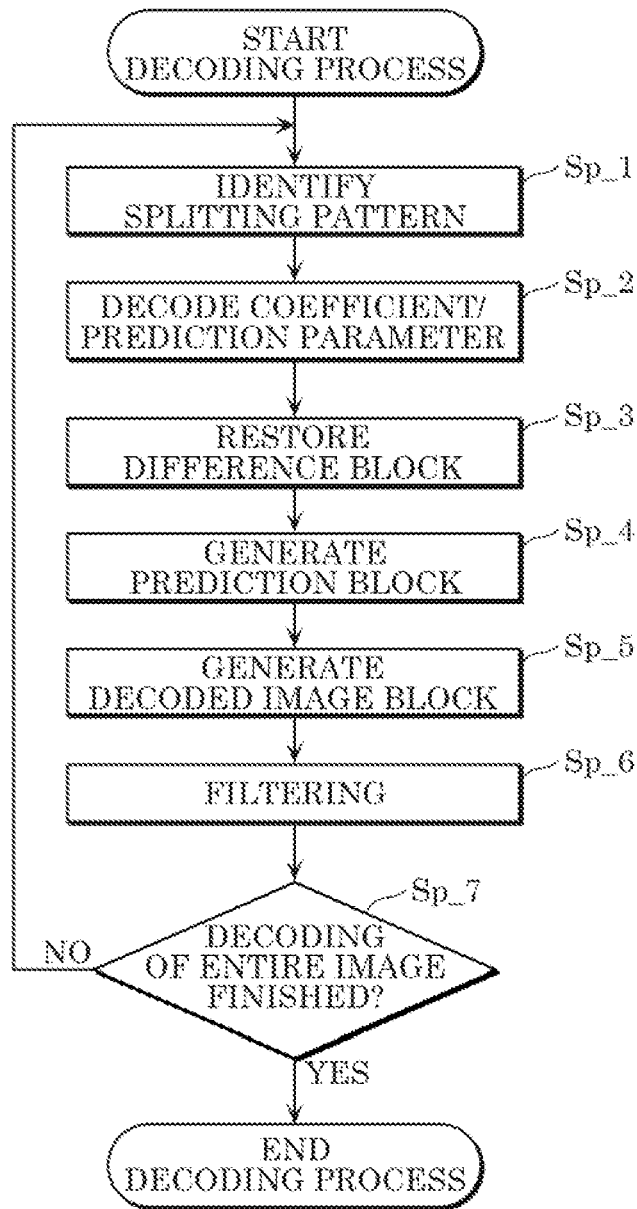 START
DECODING PROCESS
Sp_1
IDENTIFY
SPLITTING PATTERN
Sp_2
DECODE COEFFICIENT/
PREDICTION PARAMETER
Sp_3
RESTORE
DIFFERENCE BLOCK
Sp_4
GENERATE
PREDICTION BLOCK
Sp_5
GENERATE
DECODED IMAGE BLOCK
Sp_6
FILTERING
Sp_7
DECODING
OF ENTIRE IMAGE
FINISHED?
NO
YES
END
DECODING PROCESS